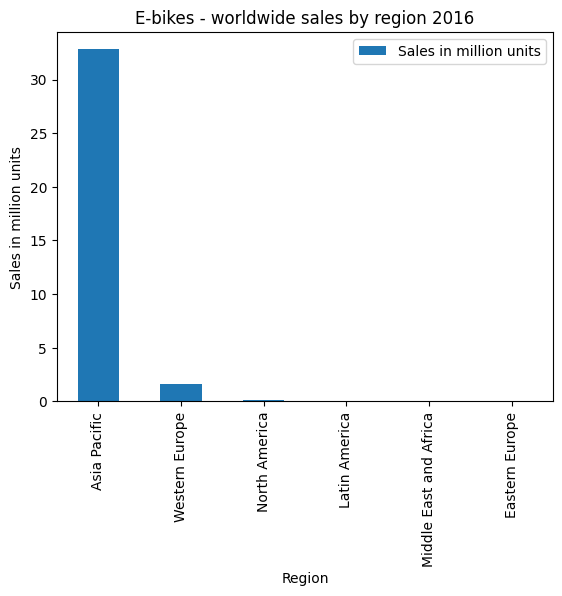 E-bikes - worldwide sales by region 2016
Sales in million units
Sales in million units
30
25
20
15
10
5
0
Asia Pacific
Western Europe
North America
Latin America
Middle East and Africa
Eastern Europe
Region